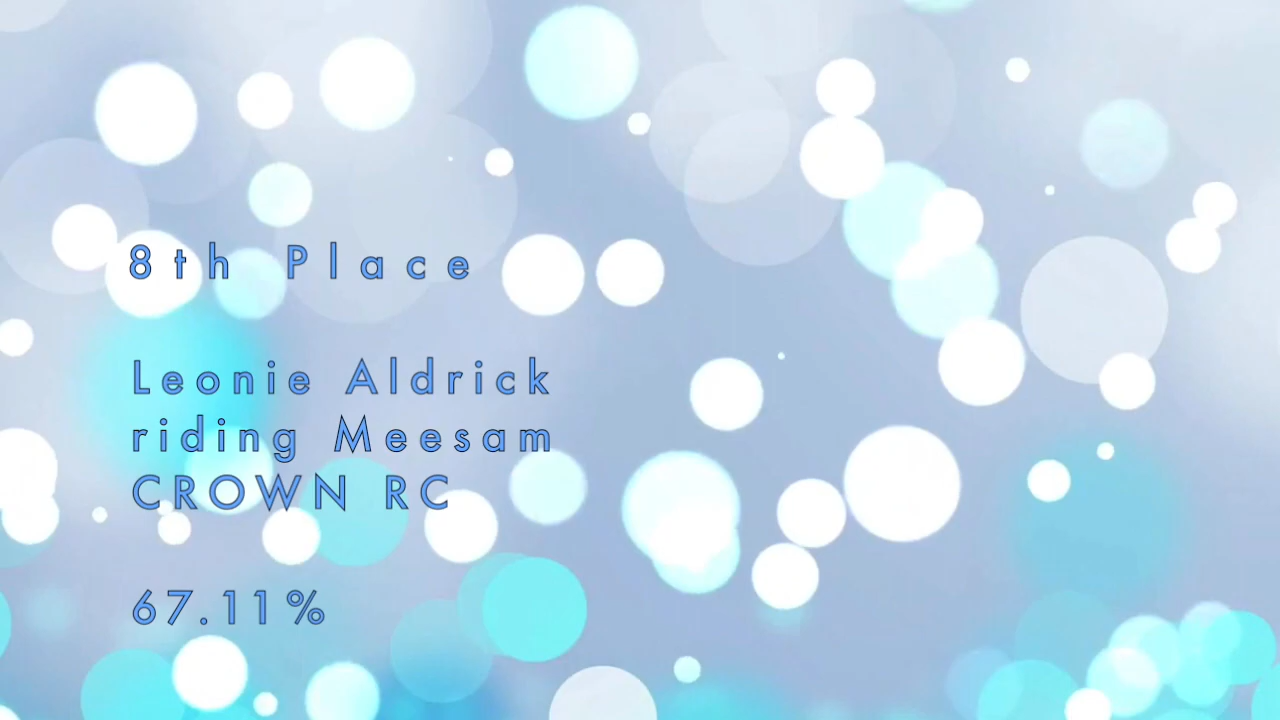 8th Place
Leonie Aldrick
riding Meesam
CROWN RC
67.11%